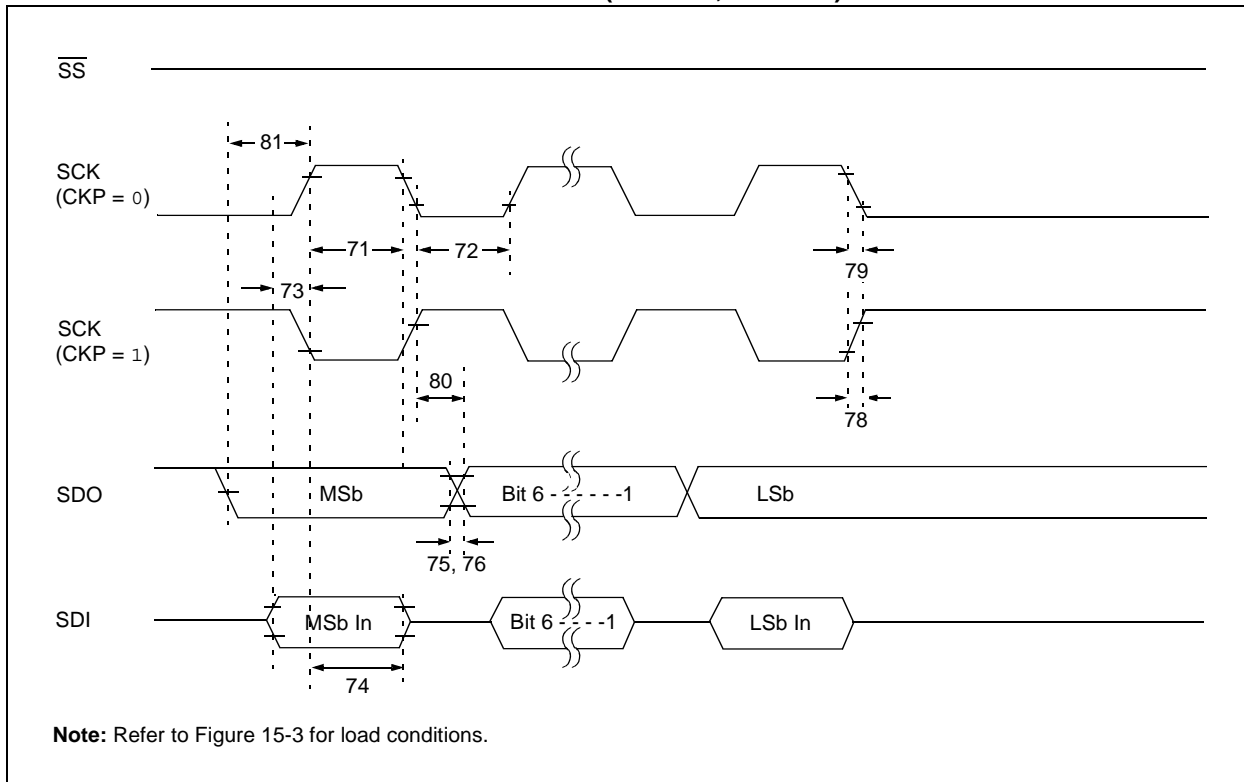 SS
81
SCK
(CKP = 0)
71
72
79
73
SCK
(CKP = 1)
80
78
SDO
MSb
Bit 6 - - - - - - -1
LSb
75, 76
SDI
MSb In
Bit 6 - - - - -1
LSb In
74
Note: Refer to Figure 15-3 for load conditions.